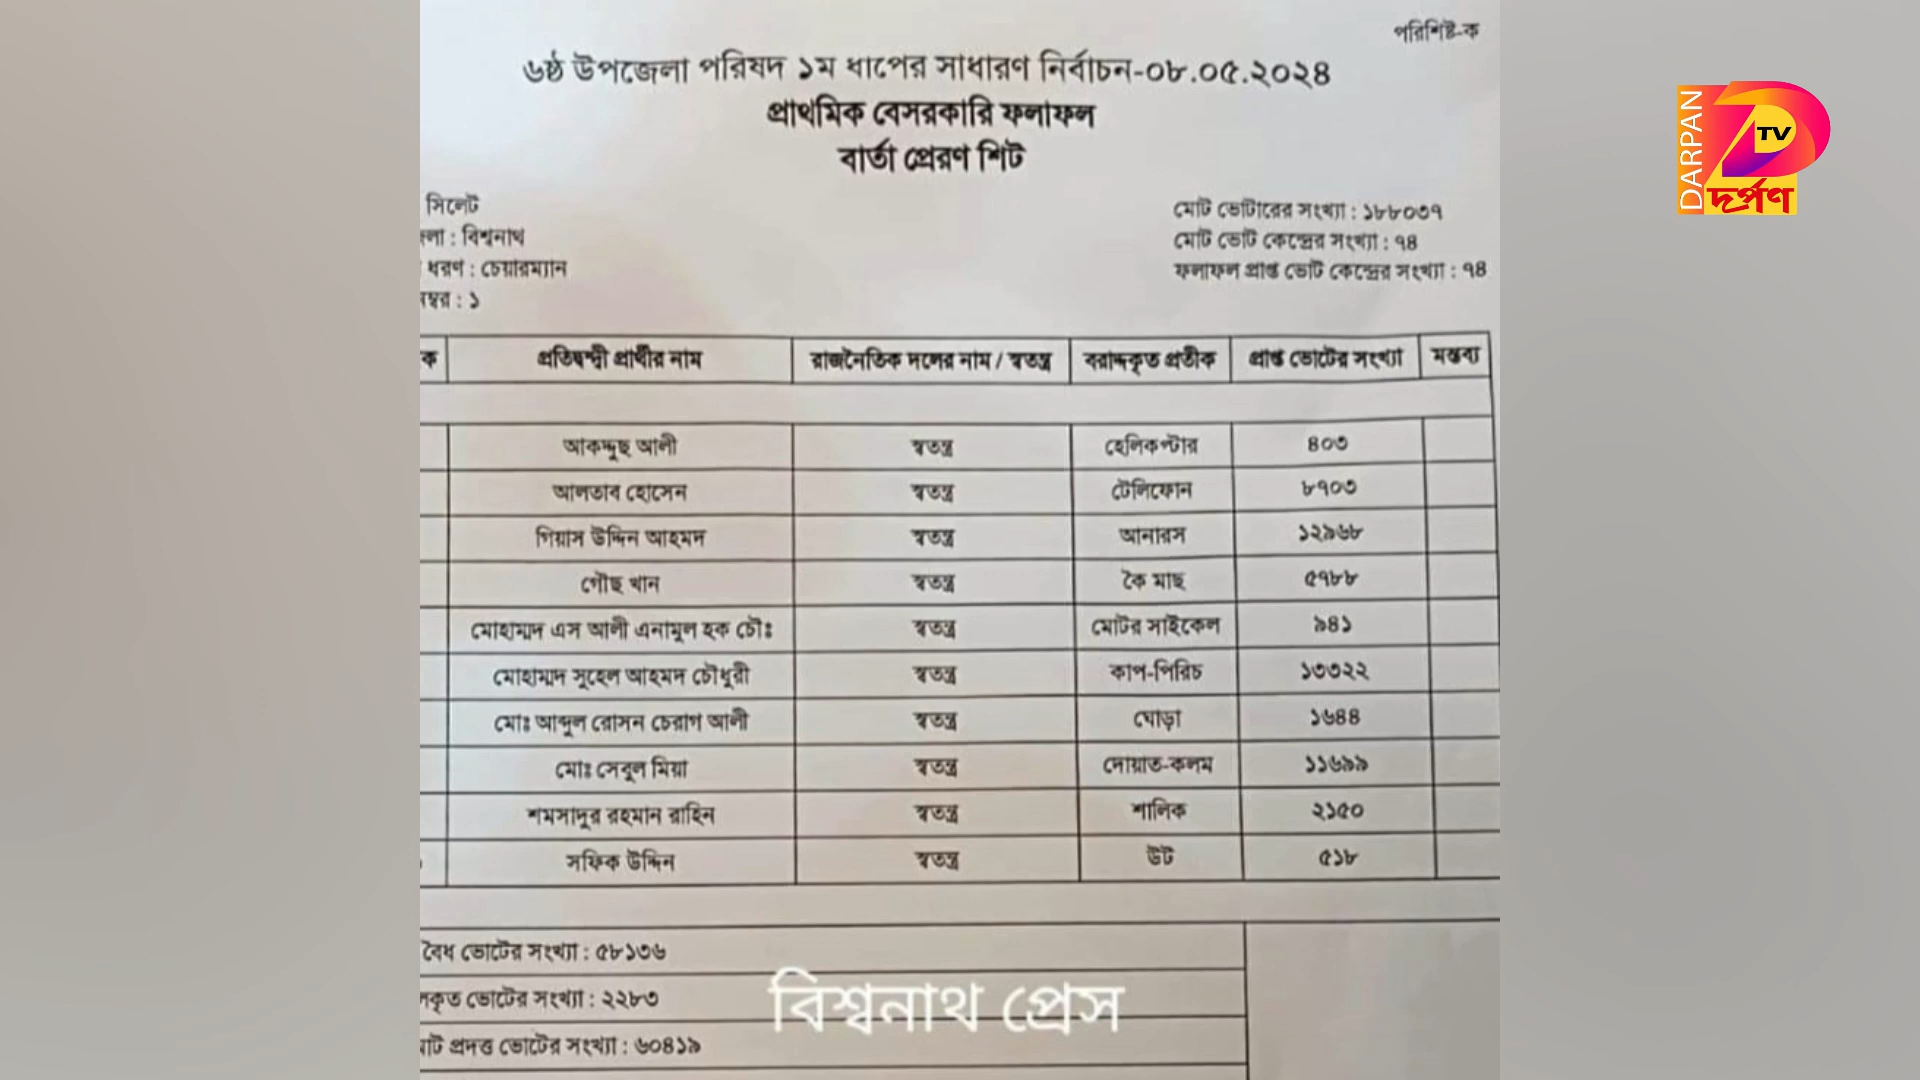 পরিশিষ্ট-ক
৬ষ্ঠ উপজেলা পরিষদ ১ম ধাপের সাধারণ নির্বাচন-০৮.০৫.২০২৪
প্রাথমিক বেসরকারি ফলাফল
বার্তা প্রেরণ শিট
সিলেট
লা : বিশ্বনাথ
ধরণ : চেয়ারম্যান
ম্বর : ১
মোট ভোটারের সংখ্যা : ১৮৮০৩৭
মোট ভোট কেন্দ্রের সংখ্যা : ৭৪
ফলাফল প্রাপ্ত ভোট কেন্দ্রের সংখ্যা : ৭৪
ক প্রতিদ্বন্দ্বী প্রার্থীর নাম রাজনৈতিক দলের নাম / স্বতন্ত্র বরাদ্দকৃত প্রতীক প্রাপ্ত ভোটের সংখ্যা মন্তব্য
আকদ্দুছ আলী স্বতন্ত্র হেলিকপ্টার ৪০৩
আলতাব হোসেন স্বতন্ত্র টেলিফোন ৮৭০৩
গিয়াস উদ্দিন আহমদ স্বতন্ত্র আনারস ১২৯৬৮
গৌছ খান স্বতন্ত্র কৈ মাছ ৫৭৮৮
মোহাম্মদ এস আলী এনামুল হক চৌঃ স্বতন্ত্র মোটর সাইকেল ৯৪১
মোহাম্মদ সুহেল আহমদ চৌধুরী স্বতন্ত্র কাপ-পিরিচ ১৩৩২২
মোঃ আব্দুল রোসন চেরাগ আলী স্বতন্ত্র ঘোড়া ১৬৪৪
মোঃ সেবুল মিয়া স্বতন্ত্র দোয়াত-কলম ১১৬৯৯
শমসাদুর রহমান রাহিন স্বতন্ত্র শালিক ২১৫০
সফিক উদ্দিন স্বতন্ত্র উট ৫১৮
বৈধ ভোটের সংখ্যা : ৫৮১৩৬
লকৃত ভোটের সংখ্যা : ২২৮৩
মাট প্রদত্ত ভোটের সংখ্যা : ৬০৪১৯
বিশ্বনাথ প্রেস
DARPAN
TV
দর্পণ